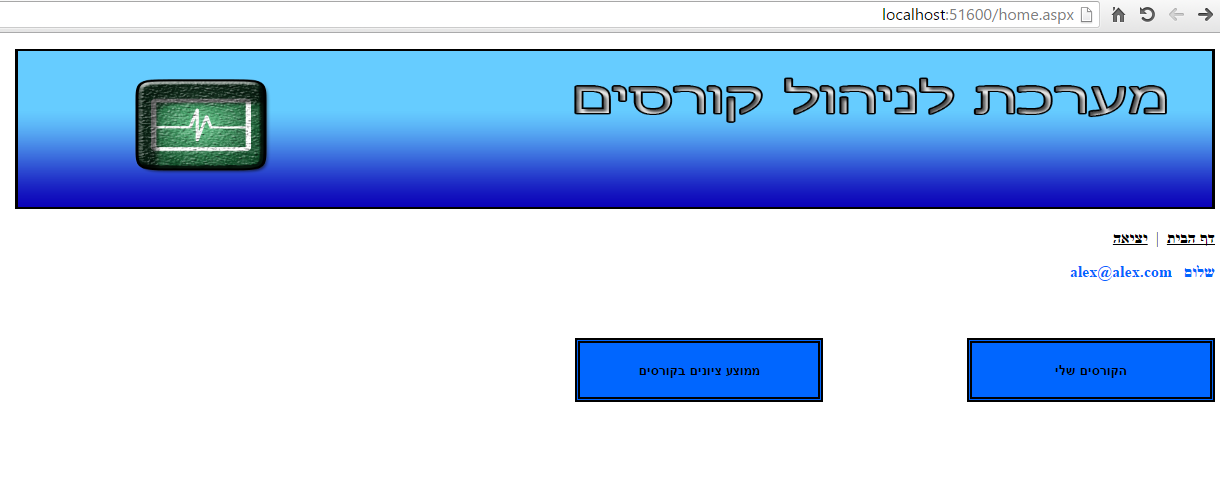 localhost:51600/home.aspx
מערכת לניהול קורסים
דף הבית | יציאה
שלום alex@alex.com
הקורסים שלי
ממוצע ציונים בקורסים